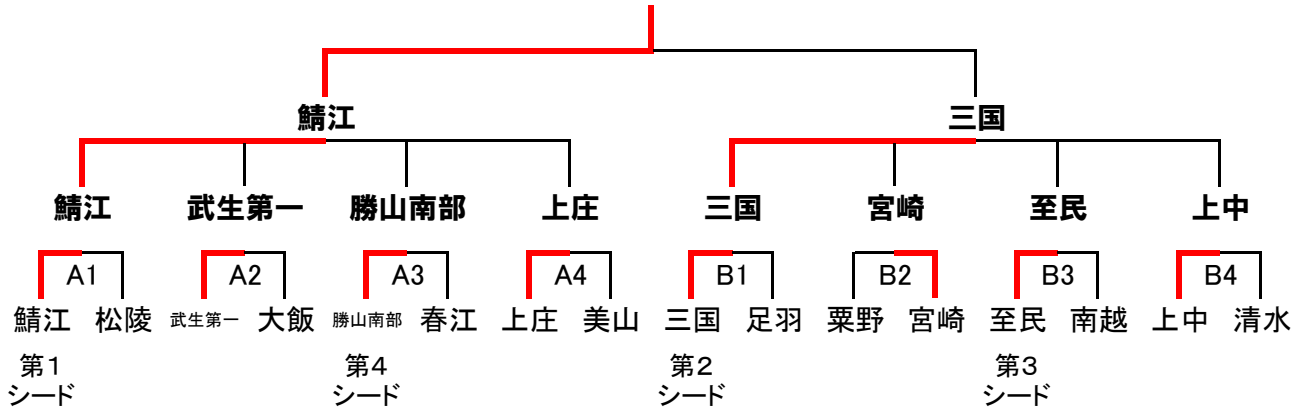 鯖江 三国
鯖江 武生第一 勝山南部 上庄 三国 宮崎 至民 上中
A1 A2 A3 A4 B1 B2 B3 B4
鯖江 松陵 武生第一 大飯 勝山南部 春江 上庄 美山 三国 足羽 粟野 宮崎 至民 南越 上中 清水
第1 第4 第2 第3
シード シード シード シード